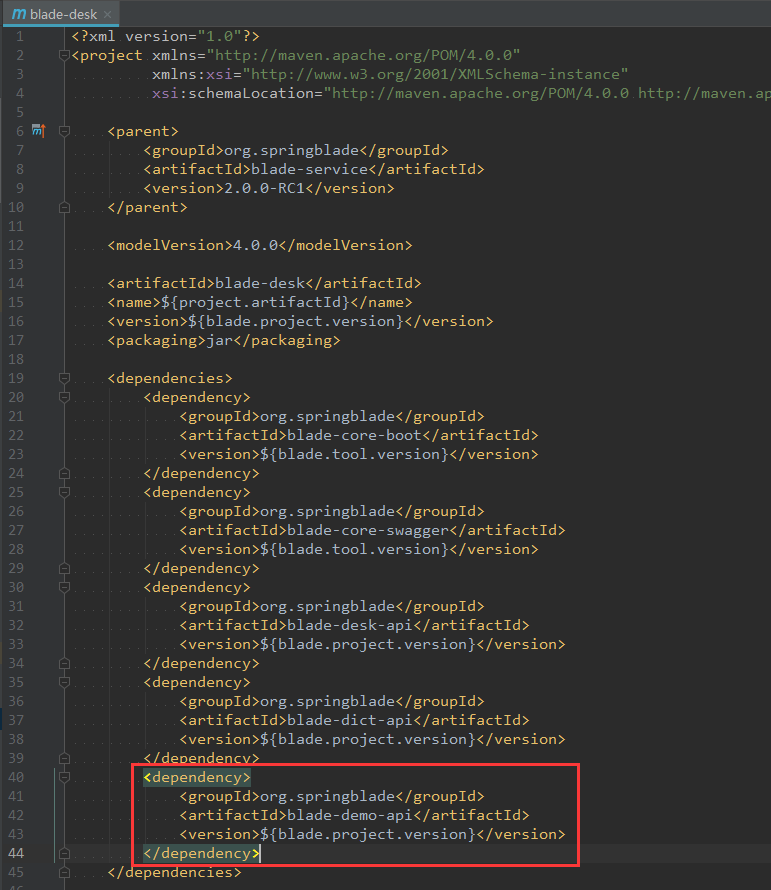 m blade-desk ×
1 <?xml version="1.0"?>
2 <project xmlns="http://maven.apache.org/POM/4.0.0"
3 xmlns:xsi="http://www.w3.org/2001/XMLSchema-instance"
4 xsi:schemaLocation="http://maven.apache.org/POM/4.0.0 http://maven.ap
5
6 m <parent>
7 <groupId>org.springblade</groupId>
8 <artifactId>blade-service</artifactId>
9 <version>2.0.0-RC1</version>
10 </parent>
11
12 <modelVersion>4.0.0</modelVersion>
13
14 <artifactId>blade-desk</artifactId>
15 <name>${project.artifactId}</name>
16 <version>${blade.project.version}</version>
17 <packaging>jar</packaging>
18
19 <dependencies>
20 <dependency>
21 <groupId>org.springblade</groupId>
22 <artifactId>blade-core-boot</artifactId>
23 <version>${blade.tool.version}</version>
24 </dependency>
25 <dependency>
26 <groupId>org.springblade</groupId>
27 <artifactId>blade-core-swagger</artifactId>
28 <version>${blade.tool.version}</version>
29 </dependency>
30 <dependency>
31 <groupId>org.springblade</groupId>
32 <artifactId>blade-desk-api</artifactId>
33 <version>${blade.project.version}</version>
34 </dependency>
35 <dependency>
36 <groupId>org.springblade</groupId>
37 <artifactId>blade-dict-api</artifactId>
38 <version>${blade.project.version}</version>
39 </dependency>
40 <dependency>
41 <groupId>org.springblade</groupId>
42 <artifactId>blade-demo-api</artifactId>
43 <version>${blade.project.version}</version>
44 </dependency>
45 </dependencies>